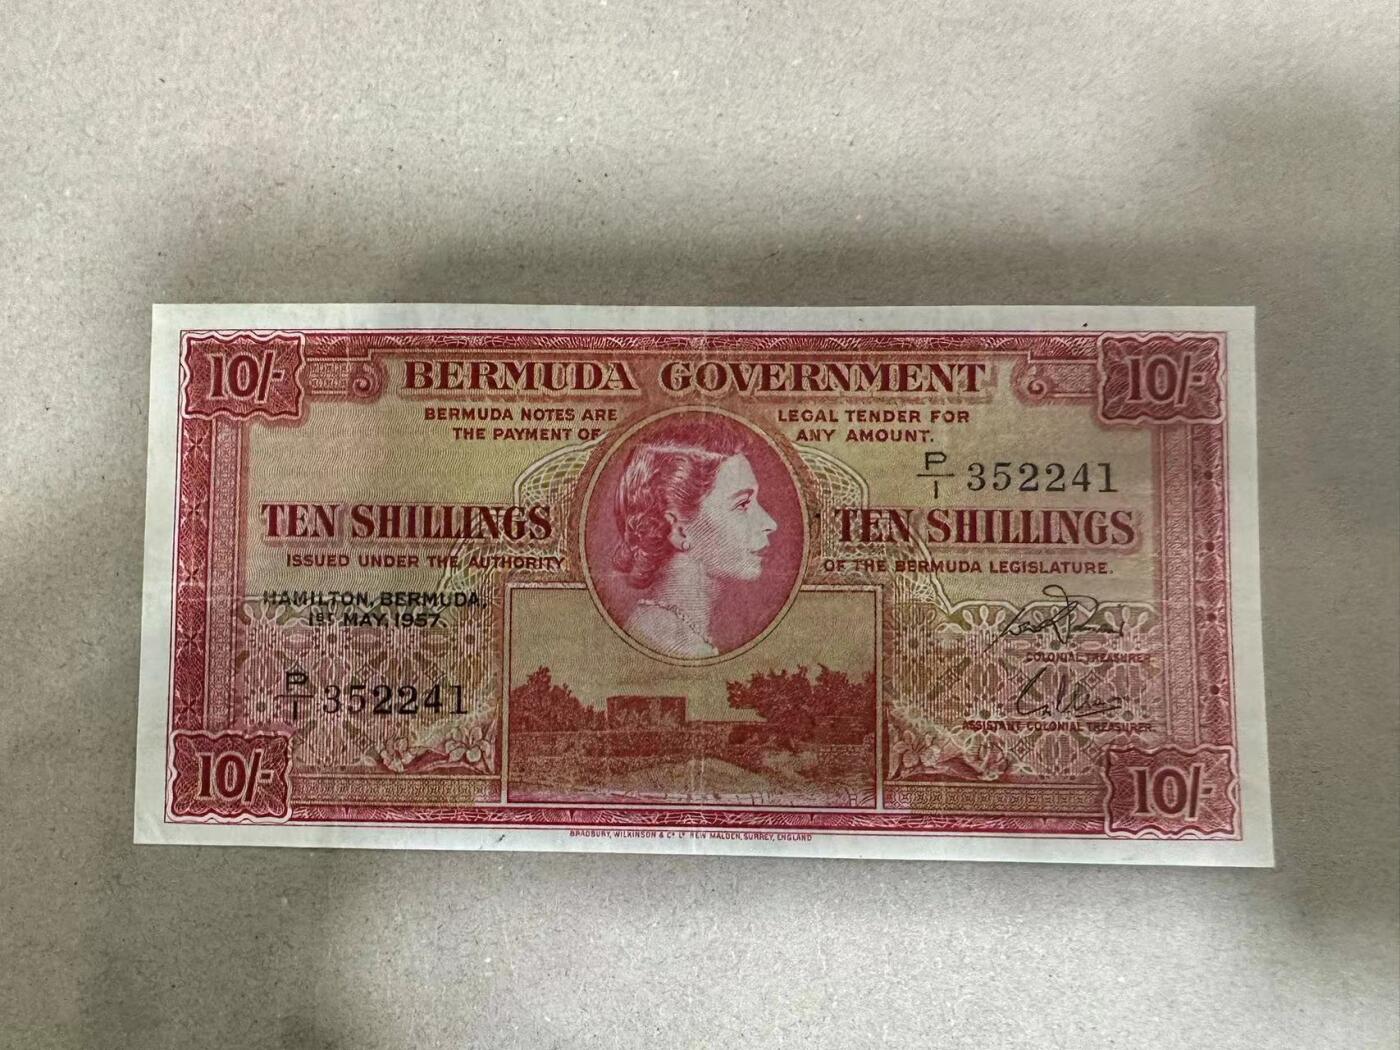 10/- BERMUDA GOVERNMENT 10/-
BERMUDA NOTES ARE LEGAL TENDER FOR
THE PAYMENT OF ANY AMOUNT.
P/1 352241
TEN SHILLINGS TEN SHILLINGS
ISSUED UNDER THE AUTHORITY OF THE BERMUDA LEGISLATURE.
HAMILTON, BERMUDA,
1ST MAY, 1957.
COLONIAL TREASURER.
P/1 352241
ASSISTANT COLONIAL TREASURER.
10/- 10/-
BRADBURY, WILKINSON & Co. LD. NEW MALDEN, SURREY, ENGLAND